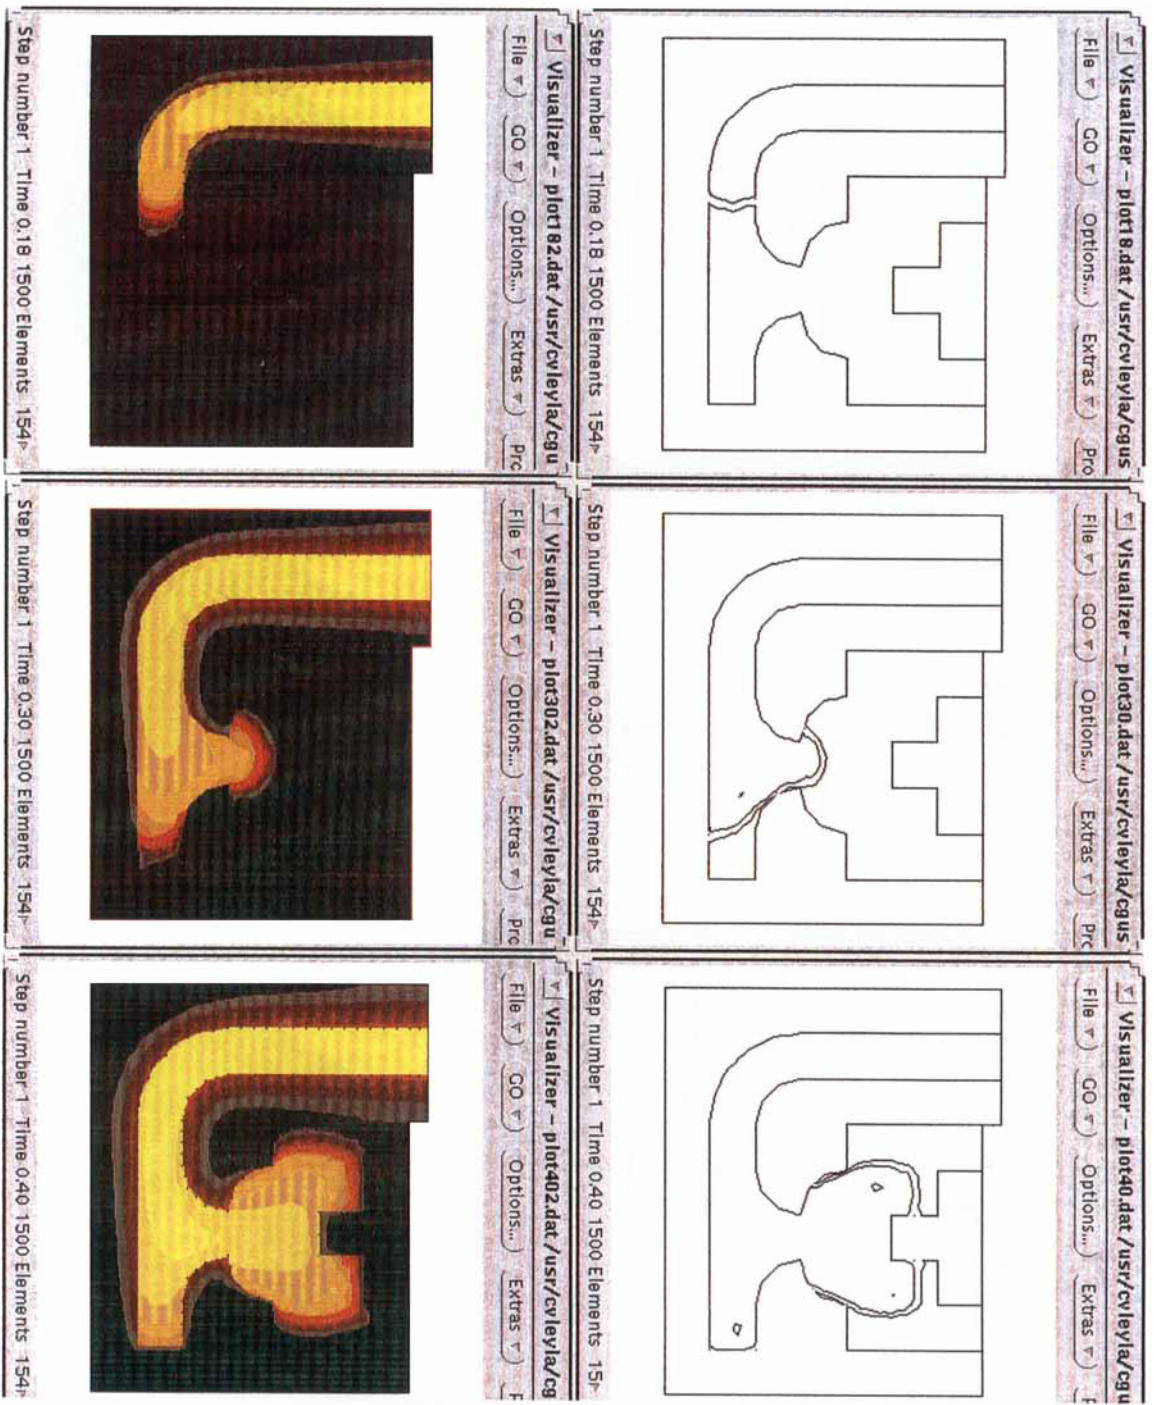 Visualizer – plot18.dat /usr/cvleyla/cgus
File GO Options... Extras Pro
Step number 1 Time 0.18 1500 Elements 154
Visualizer – plot30.dat /usr/cvleyla/cgus
File GO Options... Extras Prc
Step number 1 Time 0.30 1500 Elements 154
Visualizer – plot40.dat /usr/cvleyla/cgu
File GO Options... Extras
Step number 1 Time 0.40 1500 Elements 15
Visualizer – plot182.dat /usr/cvleyla/cgu
File GO Options... Extras Prc
Step number 1 Time 0.18 1500 Elements 154
Visualizer – plot302.dat /usr/cvleyla/cgu
File GO Options... Extras Prc
Step number 1 Time 0.30 1500 Elements 154
Visualizer – plot402.dat /usr/cvleyla/cg
File GO Options... Extras
Step number 1 Time 0.40 1500 Elements 154